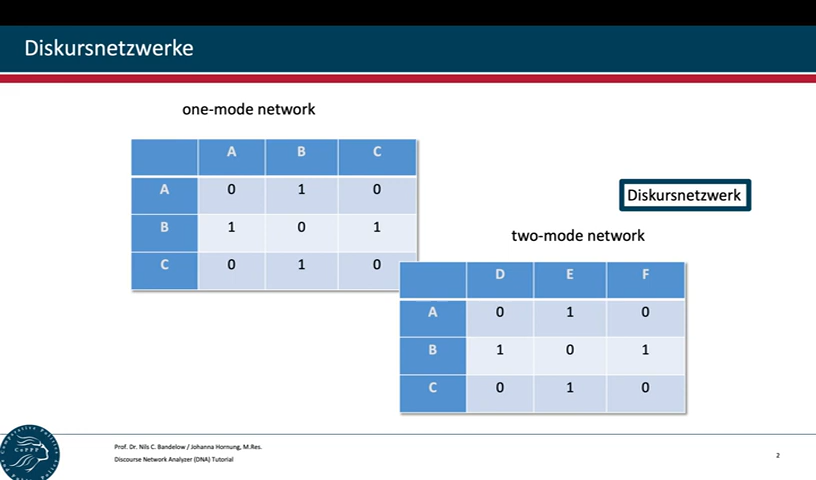 Diskursnetzwerke
one-mode network
A B C
A 0 1 0
B 1 0 1
C 0 1 0
Diskursnetzwerk
two-mode network
D E F
A 0 1 0
B 1 0 1
C 0 1 0
CoPPP
Prof. Dr. Nils C. Bandelow / Johanna Hornung, M.Res.
Discourse Network Analyzer (DNA) Tutorial
2